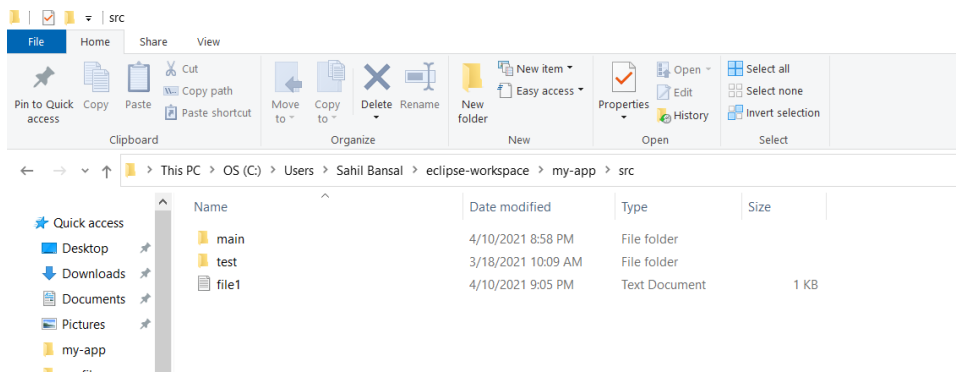 src
File Home Share View
Pin to Quick access
Copy
Paste
Cut
Copy path
Paste shortcut
Clipboard
Move to
Copy to
Delete
Rename
Organize
New folder
New item
Easy access
New
Properties
Open
Edit
History
Open
Select all
Select none
Invert selection
Select
This PC > OS (C:) > Users > Sahil Bansal > eclipse-workspace > my-app > src
Name Date modified Type Size
Quick access
Desktop
Downloads
Documents
Pictures
my-app
main 4/10/2021 8:58 PM File folder
test 3/18/2021 10:09 AM File folder
file1 4/10/2021 9:05 PM Text Document 1 KB